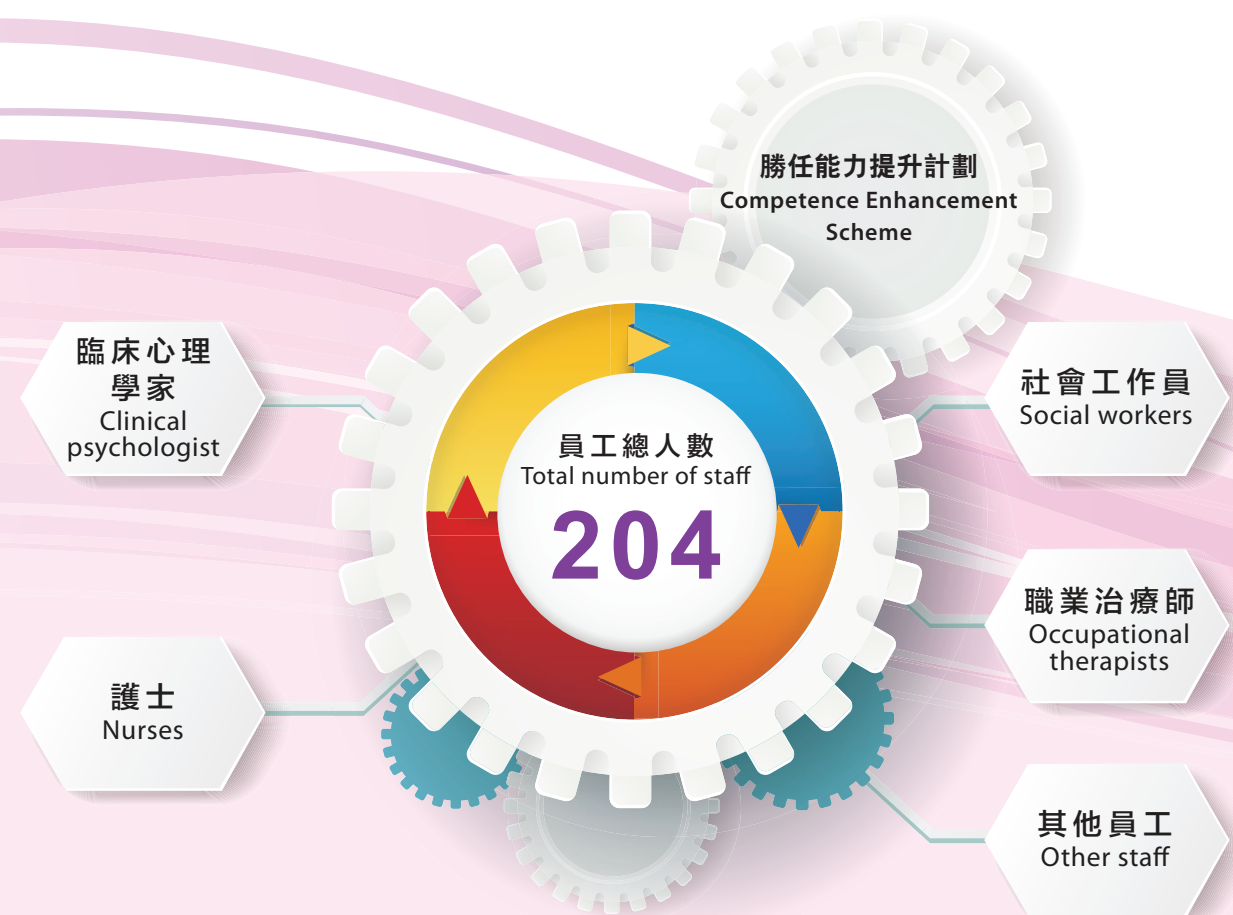 勝任能力提升計劃
Competence Enhancement
Scheme
臨床心理
學家
Clinical
psychologist
員工總人數
Total number of staff
204
社會工作員
Social workers
職業治療師
Occupational
therapists
護士
Nurses
其他員工
Other staff